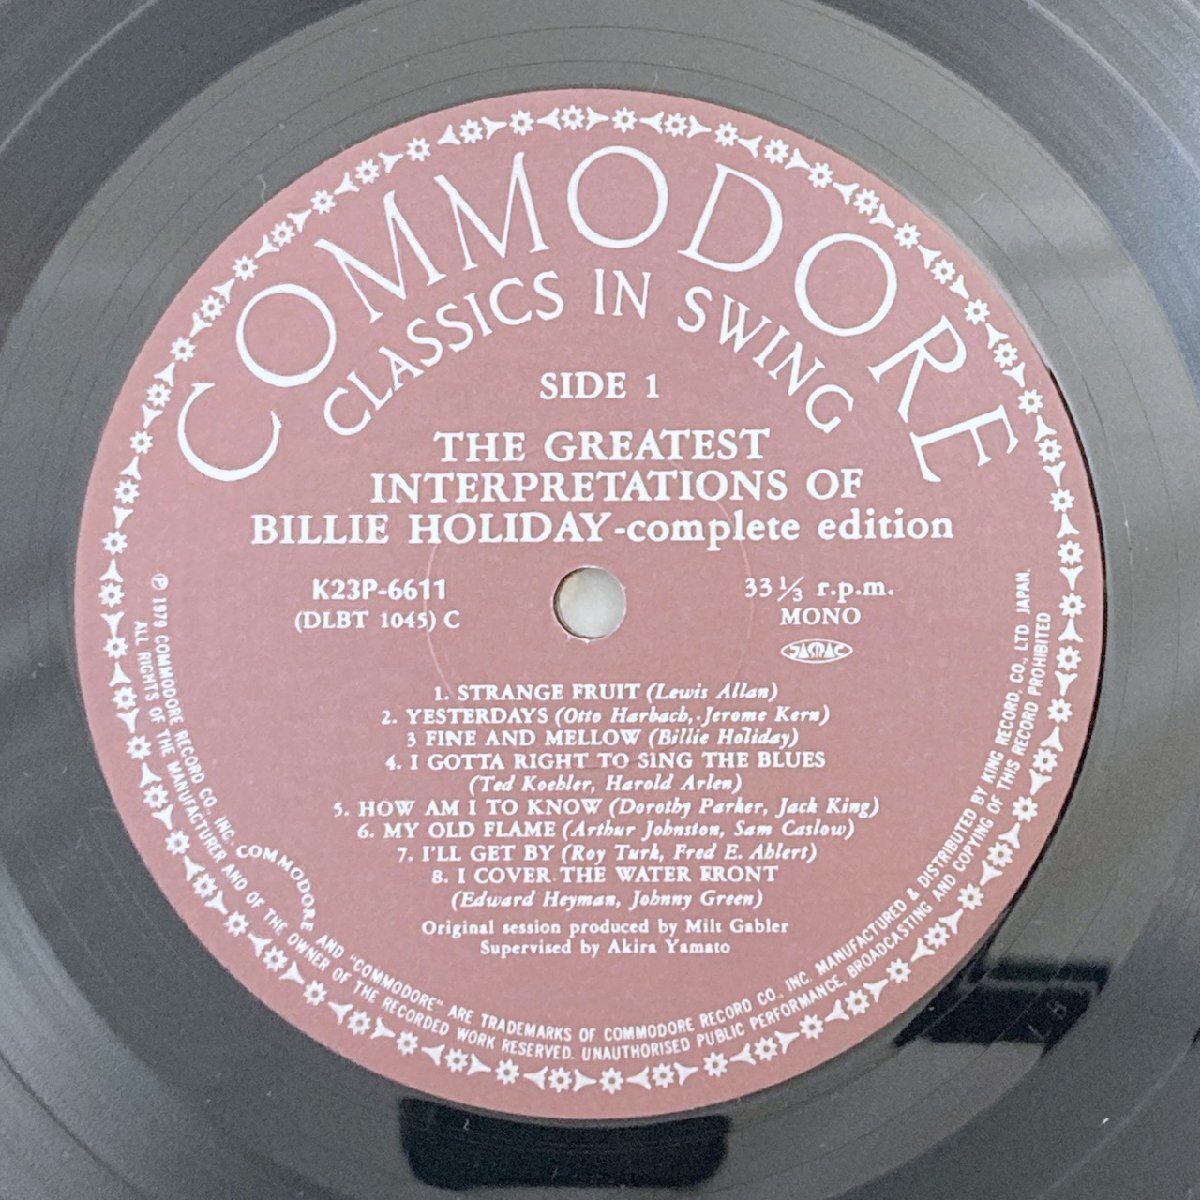 COMMODORE
CLASSICS IN SWING
SIDE 1
THE GREATEST
INTERPRETATIONS OF
BILLIE HOLIDAY-complete edition
K23P-6611
(DLBT 1045) C
33 1/3 r.p.m.
MONO
JASRAC
1. STRANGE FRUIT (Lewis Allan)
2. YESTERDAYS (Otto Harbach, Jerome Kern)
3 FINE AND MELLOW (Billie Holiday)
4. I GOTTA RIGHT TO SING THE BLUES
(Ted Koehler, Harold Arlen)
5. HOW AM I TO KNOW (Dorothy Parker, Jack King)
6. MY OLD FLAME (Arthur Johnston, Sam Caslow)
7. I'LL GET BY (Roy Turk, Fred E. Ahlert)
8. I COVER THE WATER FRONT
(Edward Heyman, Johnny Green)
Original session produced by Milt Gabler
Supervised by Akira Yamato
℗ 1979 COMMODORE RECORD CO., INC. COMMODORE AND "COMMODORE" ARE TRADEMARKS OF COMMODORE RECORD CO., INC. MANUFACTURED & DISTRIBUTED BY KING RECORD. CO., LTD. JAPAN.
ALL RIGHTS OF THE MANUFACTURER AND OF THE OWNER OF THE RECORDED WORK RESERVED. UNAUTHORISED PUBLIC PERFORMANCE, BROADCASTING AND COPYING OF THIS RECORD PROHIBITED